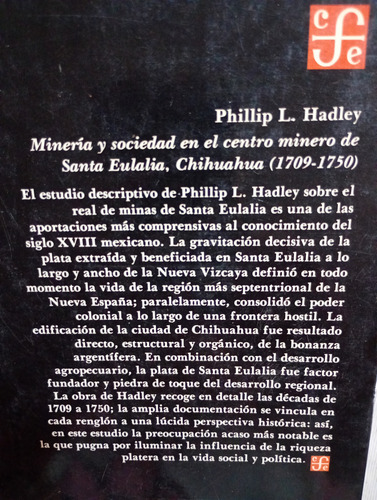 cfe
Phillip L. Hadley
Minería y sociedad en el centro minero de
Santa Eulalia, Chihuahua (1709-1750)
El estudio descriptivo de Phillip L. Hadley sobre el
real de minas de Santa Eulalia es una de las
aportaciones más comprensivas al conocimiento del
siglo XVIII mexicano. La gravitación decisiva de la
plata extraída y beneficiada en Santa Eulalia a lo
largo y ancho de la Nueva Vizcaya definió en todo
momento la vida de la región más septentrional de la
Nueva España; paralelamente, consolidó el poder
colonial a lo largo de una frontera hostil. La
edificación de la ciudad de Chihuahua fue resultado
directo, estructural y orgánico, de la bonanza
argentífera. En combinación con el desarrollo
agropecuario, la plata de Santa Eulalia fue factor
fundador y piedra de toque del desarrollo regional.
La obra de Hadley recoge en detalle las décadas de
1709 a 1750; la amplia documentación se vincula en
cada renglón a una lúcida perspectiva histórica: así,
en este estudio la preocupación acaso más notable es
la que pugna por iluminar la influencia de la riqueza
platera en la vida social y política. cfe